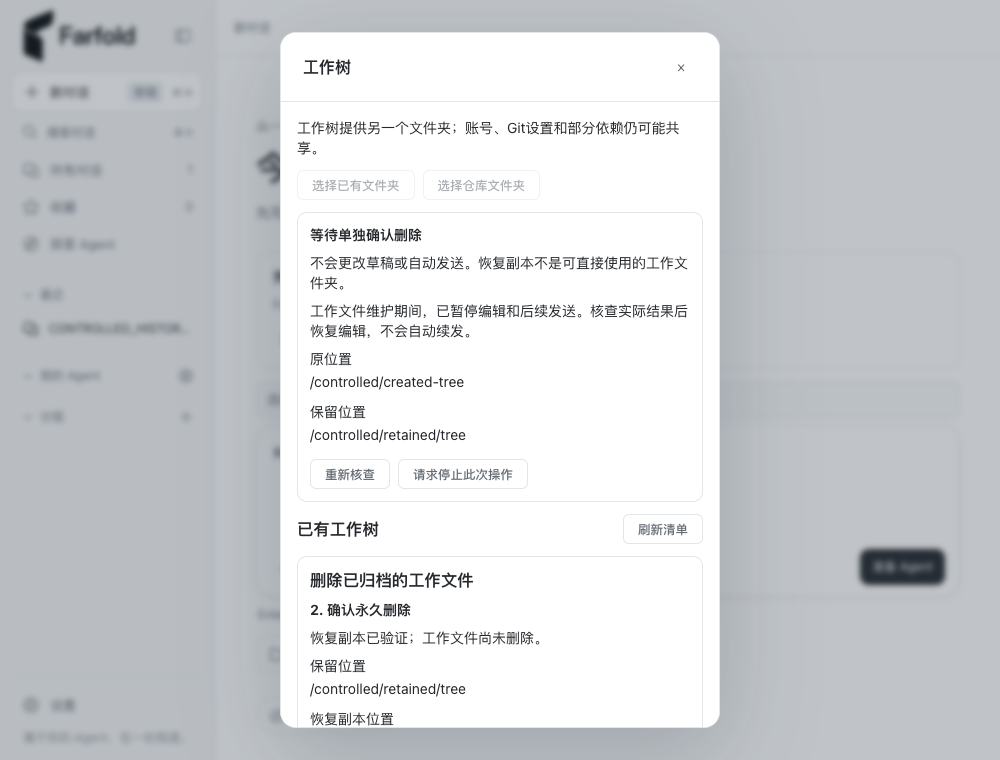 Farfold
工作树
×
工作树提供另一个文件夹；账号、Git设置和部分依赖仍可能共
享。
选择已有文件夹
选择仓库文件夹
等待单独确认删除
不会更改草稿或自动发送。恢复副本不是可直接使用的工作文
件夹。
工作文件维护期间，已暂停编辑和后续发送。核查实际结果后
恢复编辑，不会自动续发。
原位置
/controlled/created-tree
保留位置
/controlled/retained/tree
重新核查
请求停止此次操作
已有工作树
刷新清单
删除已归档的工作文件
2. 确认永久删除
恢复副本已验证；工作文件尚未删除。
保留位置
/controlled/retained/tree
恢复副本位置
CONTROLLED_HISTOR...